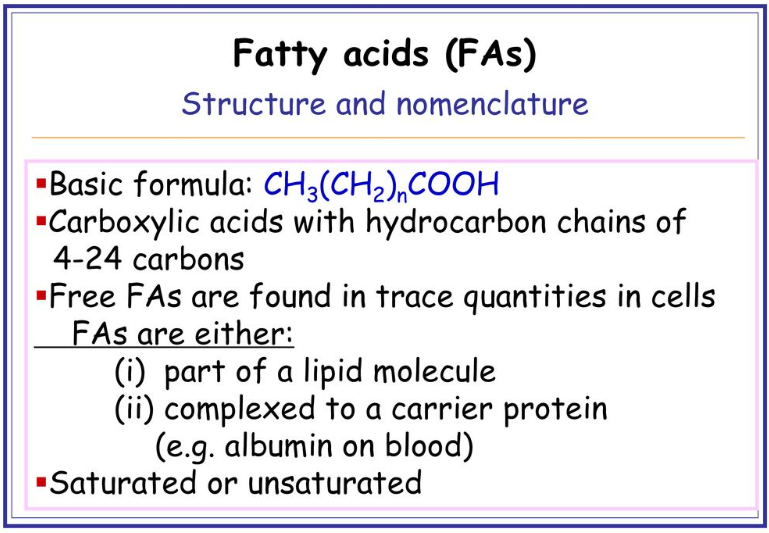 Fatty acids (FAs)
Structure and nomenclature
▪Basic formula: CH₃(CH₂)ₙCOOH
▪Carboxylic acids with hydrocarbon chains of
4-24 carbons
▪Free FAs are found in trace quantities in cells
FAs are either:
(i) part of a lipid molecule
(ii) complexed to a carrier protein
(e.g. albumin on blood)
▪Saturated or unsaturated